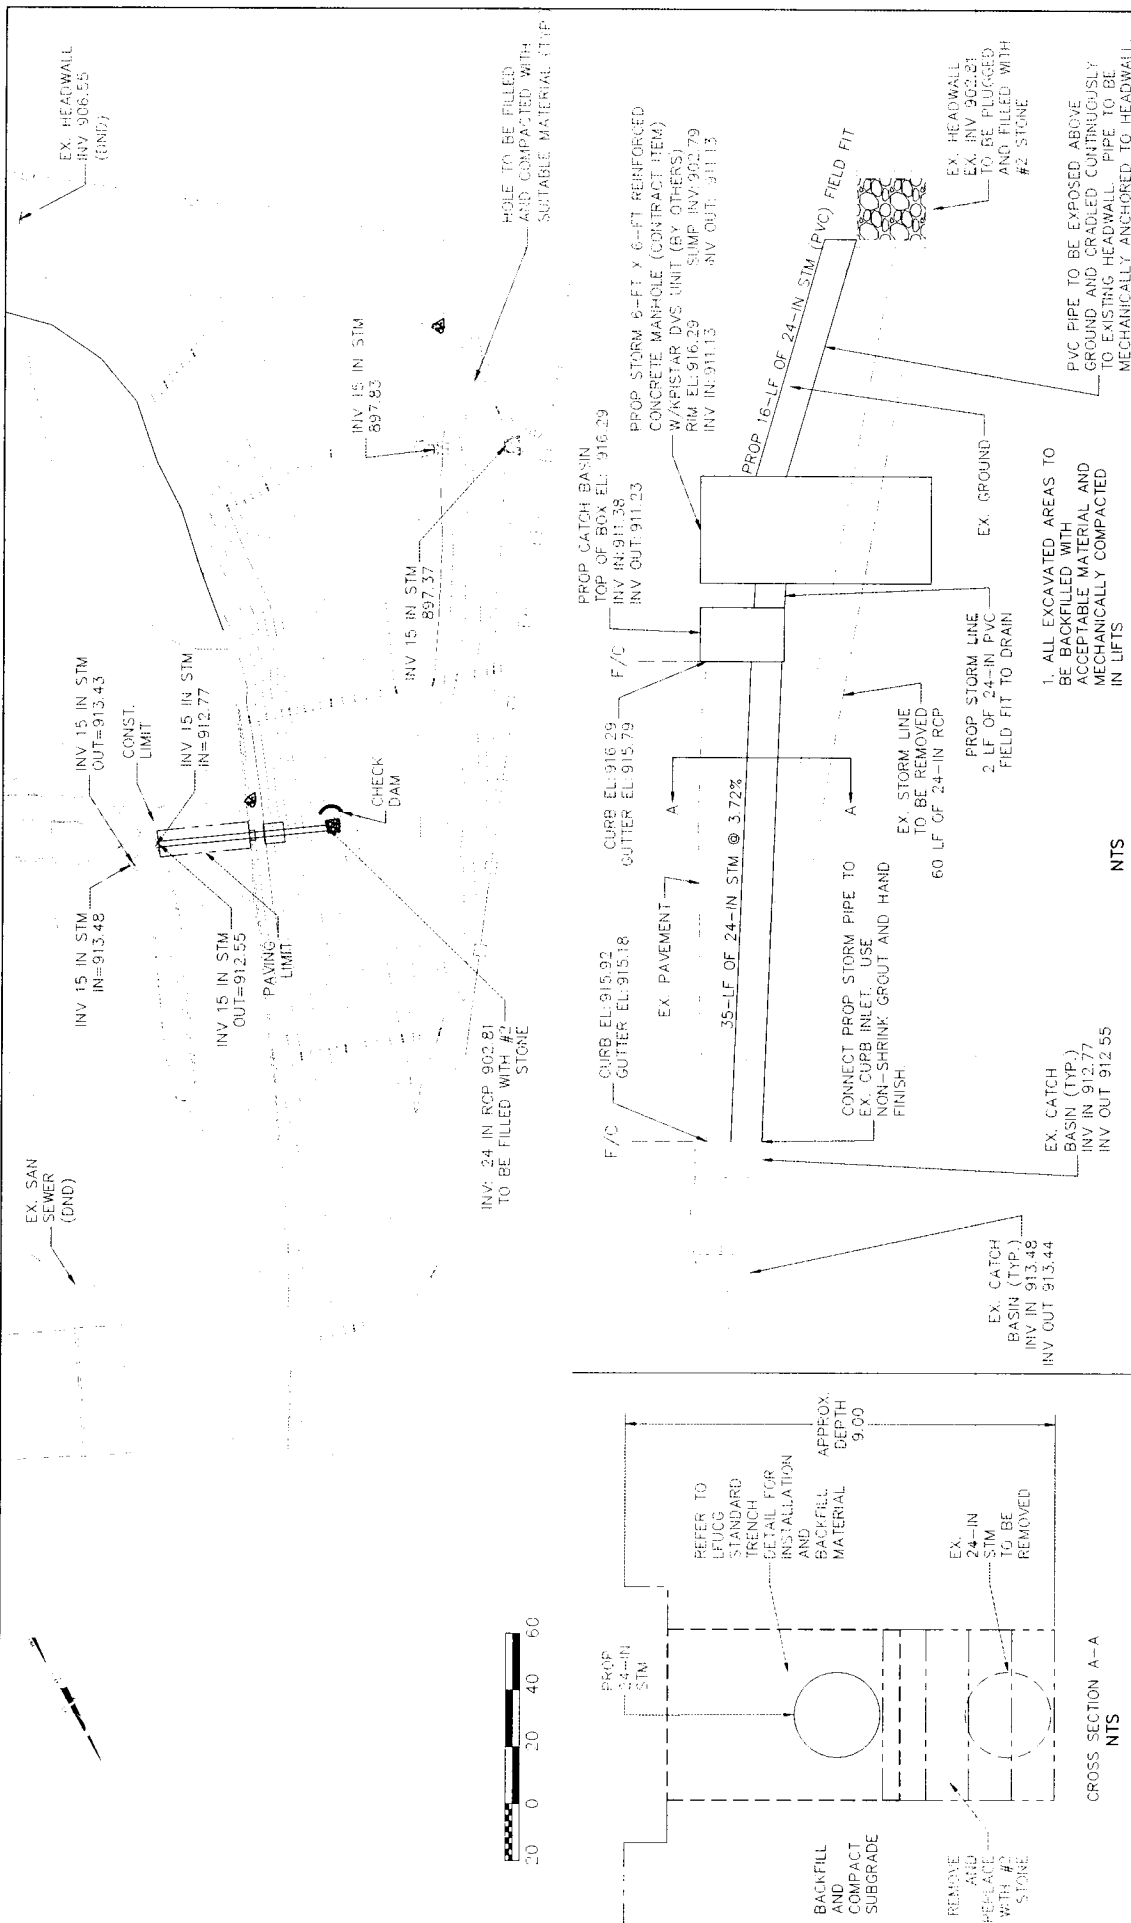 EX. SAN
SEWER
(DND)
INV 15 IN STM
IN=913.48
INV 15 IN STM
OUT=913.43
CONST.
LIMIT
INV 15 IN STM
IN=912.77
INV 15 IN STM
OUT=912.55
PAVING
LIMIT
CHECK
DAM
INV: 24 IN RCP 902.81
TO BE FILLED WITH #2
STONE
EX. HEADWALL
INV 906.55
(DND)
INV 15 IN STM
897.83
INV 15 IN STM
897.37
HOLE TO BE FILLED
AND COMPACTED WITH
SUITABLE MATERIAL (TYP
20 0 20 40 60
PROP
24-IN
STM
REFER TO
LFUCG
STANDARD
TRENCH
DETAIL FOR
INSTALLATION
AND
BACKFILL
MATERIAL
APPROX.
DEPTH
9.00
BACKFILL
AND
COMPACT
SUBGRADE
REMOVE
AND
REPLACE
WITH #2
STONE
EX.
24-IN
STM
TO BE
REMOVED
CROSS SECTION A-A
NTS
F/C
CURB EL: 915.92
GUTTER EL: 915.18
EX. PAVEMENT
A
A
CURB EL: 916.29
GUTTER EL: 915.79
F/C
PROP CATCH BASIN
TOP OF BOX EL: 916.29
INV IN: 911.38
INV OUT: 911.23
PROP STORM 6-FT X 6-FT REINFORCED
CONCRETE MANHOLE (CONTRACT ITEM)
W/KRISTAR DVS UNIT (BY OTHERS)
RIM EL: 916.29 SUMP INV: 902.79
INV IN: 911.13 INV OUT: 911.13
35-LF OF 24-IN STM @ 3.72%
PROP 16-LF OF 24-IN STM (PVC) FIELD FIT
CONNECT PROP STORM PIPE TO
EX. CURB INLET. USE
NON-SHRINK GROUT AND HAND
FINISH.
EX. STORM LINE
TO BE REMOVED
60 LF OF 24-IN RCP
PROP STORM LINE
2 LF OF 24-IN PVC
FIELD FIT TO DRAIN
EX. GROUND
EX. HEADWALL
EX. INV 902.81
TO BE PLUGGED
AND FILLED WITH
#2 STONE
EX. CATCH
BASIN (TYP.)
INV IN 913.48
INV OUT 913.44
EX. CATCH
BASIN (TYP.)
INV IN 912.77
INV OUT 912.55
1. ALL EXCAVATED AREAS TO
BE BACKFILLED WITH
ACCEPTABLE MATERIAL AND
MECHANICALLY COMPACTED
IN LIFTS
PVC PIPE TO BE EXPOSED ABOVE
GROUND AND CRADLED CONTINUOUSLY
TO EXISTING HEADWALL. PIPE TO BE
MECHANICALLY ANCHORED TO HEADWALL.
NTS